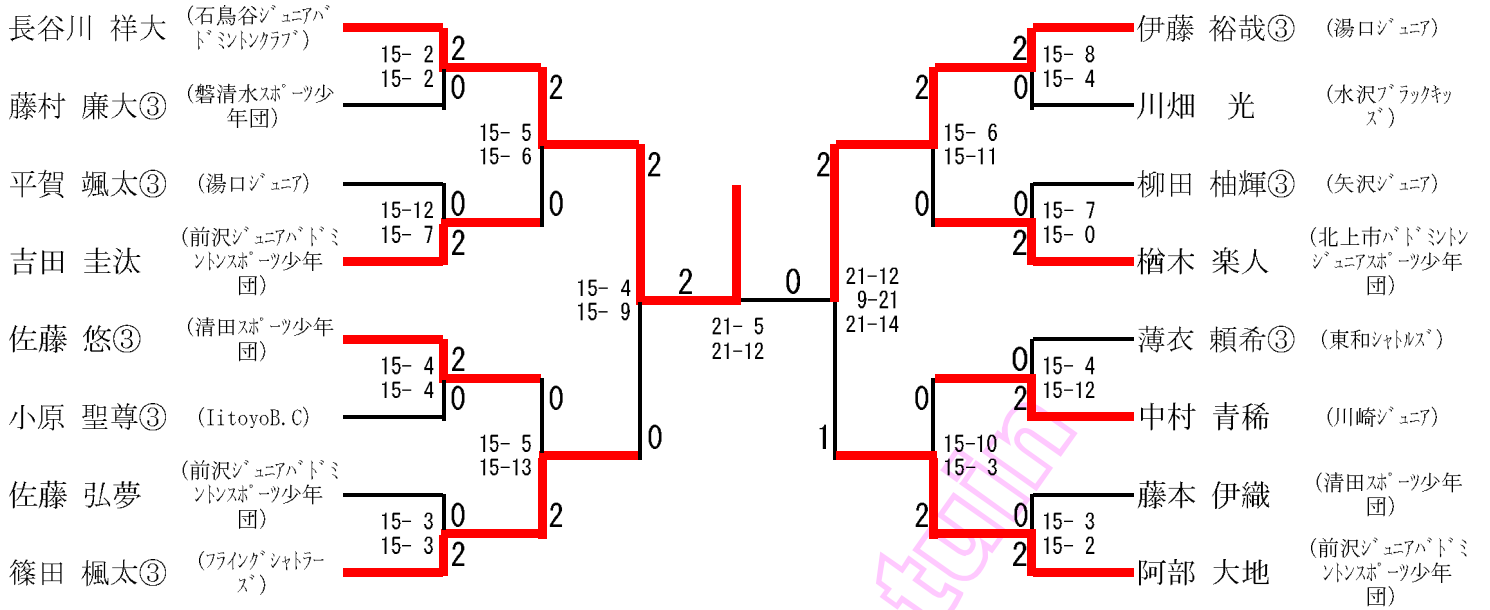 長谷川 祥大
(石鳥谷ｼﾞｭﾆｱﾊﾞ
ﾄﾞﾐﾝﾄﾝｸﾗﾌﾞ)
15- 2
15- 2
2
0
藤村 廉大③
(磐清水ｽﾎﾟｰﾂ少
年団)
2
15- 5
15- 6
0
平賀 颯太③
(湯口ｼﾞｭﾆｱ)
15-12
15- 7
0
2
吉田 圭汰
(前沢ｼﾞｭﾆｱﾊﾞﾄﾞﾐ
ﾝﾄﾝｽﾎﾟｰﾂ少年
団)
2
15- 4
15- 9
0
佐藤 悠③
(清田ｽﾎﾟｰﾂ少年
団)
15- 4
15- 4
2
0
小原 聖尊③
(IitoyoB.C)
0
15- 5
15-13
2
佐藤 弘夢
(前沢ｼﾞｭﾆｱﾊﾞﾄﾞﾐ
ﾝﾄﾝｽﾎﾟｰﾂ少年
団)
15- 3
15- 3
0
2
篠田 楓太③
(ﾌﾗｲﾝｸﾞｼｬﾄﾗｰ
ｽﾞ)
2
0
21- 5
21-12
伊藤 裕哉③
(湯口ｼﾞｭﾆｱ)
2
0
15- 8
15- 4
川畑　光
(水沢ﾌﾞﾗｯｸｷｯ
ｽﾞ)
2
15- 6
15-11
0
柳田 柚輝③
(矢沢ｼﾞｭﾆｱ)
0
2
15- 7
15- 0
楢木 楽人
(北上市ﾊﾞﾄﾞﾐﾝﾄﾝ
ｼﾞｭﾆｱｽﾎﾟｰﾂ少年
団)
2
21-12
9-21
21-14
1
薄衣 頼希③
(東和ｼｬﾄﾙｽﾞ)
0
2
15- 4
15-12
中村 青稀
(川崎ｼﾞｭﾆｱ)
0
15-10
15- 3
2
藤本 伊織
(清田ｽﾎﾟｰﾂ少年
団)
0
2
15- 3
15- 2
阿部 大地
(前沢ｼﾞｭﾆｱﾊﾞﾄﾞﾐ
ﾝﾄﾝｽﾎﾟｰﾂ少年
団)